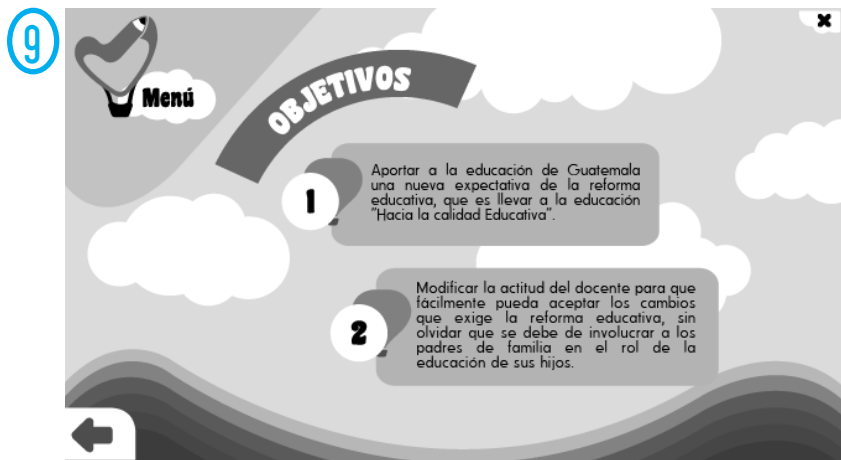 9
Menú
OBJETIVOS
1
Aportar a la educación de Guatemala
una nueva expectativa de la reforma
educativa, que es llevar a la educación
"Hacia la calidad Educativa".
2
Modificar la actitud del docente para que
fácilmente pueda aceptar los cambios
que exige la reforma educativa, sin
olvidar que se debe de involucrar a los
padres de familia en el rol de la
educación de sus hijos.